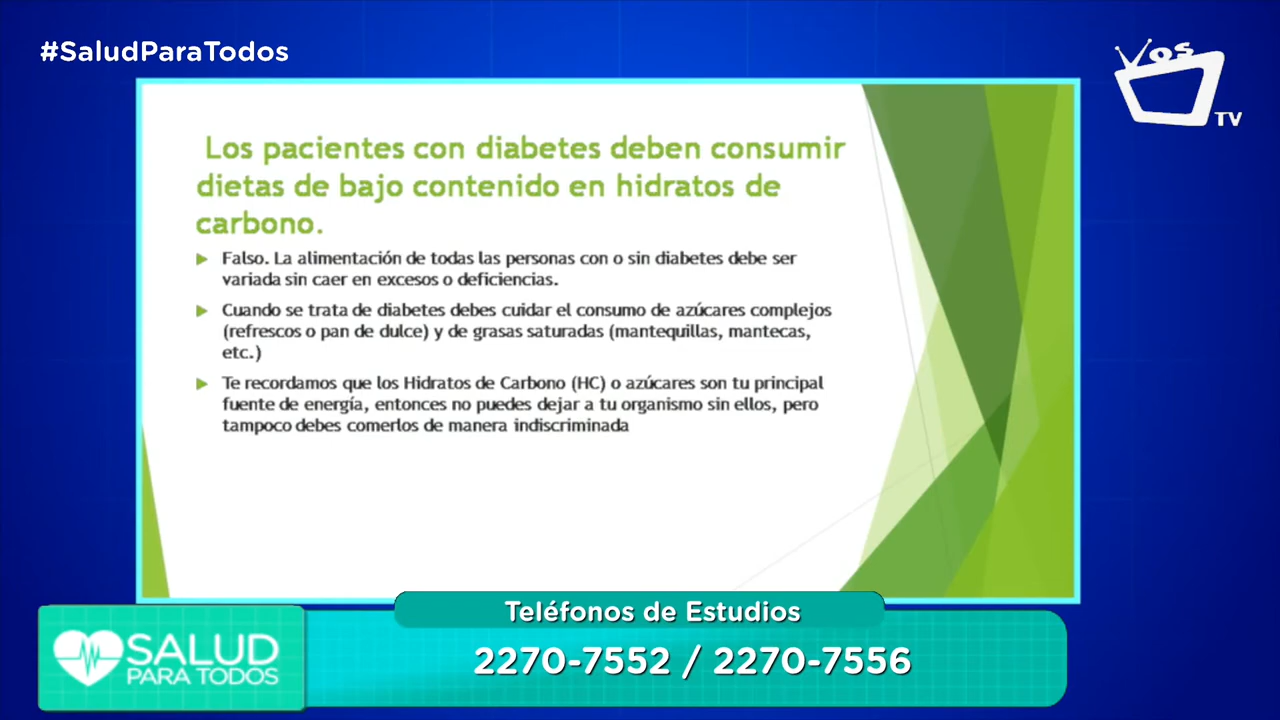 #SaludParaTodos
VOS
TV
Los pacientes con diabetes deben consumir
dietas de bajo contenido en hidratos de
carbono.
Falso. La alimentación de todas las personas con o sin diabetes debe ser
variada sin caer en excesos o deficiencias.
Cuando se trata de diabetes debes cuidar el consumo de azúcares complejos
(refrescos o pan de dulce) y de grasas saturadas (mantequillas, mantecas,
etc.)
Te recordamos que los Hidratos de Carbono (HC) o azúcares son tu principal
fuente de energía, entonces no puedes dejar a tu organismo sin ellos, pero
tampoco debes comerlos de manera indiscriminada
Teléfonos de Estudios
2270-7552 / 2270-7556
SALUD
PARA TODOS